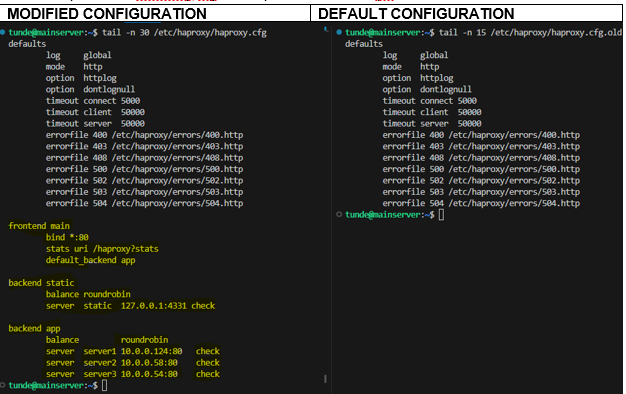 MODIFIED CONFIGURATION
tunde@mainserver:~$ tail -n 30 /etc/haproxy/haproxy.cfg
defaults
log global
mode http
option httplog
option dontlognull
timeout connect 5000
timeout client 50000
timeout server 50000
errorfile 400 /etc/haproxy/errors/400.http
errorfile 403 /etc/haproxy/errors/403.http
errorfile 408 /etc/haproxy/errors/408.http
errorfile 500 /etc/haproxy/errors/500.http
errorfile 502 /etc/haproxy/errors/502.http
errorfile 503 /etc/haproxy/errors/503.http
errorfile 504 /etc/haproxy/errors/504.http
frontend main
bind *:80
stats uri /haproxy?stats
default_backend app
backend static
balance roundrobin
server static 127.0.0.1:4331 check
backend app
balance roundrobin
server server1 10.0.0.124:80 check
server server2 10.0.0.58:80 check
server server3 10.0.0.54:80 check
tunde@mainserver:~$
DEFAULT CONFIGURATION
tunde@mainserver:~$ tail -n 15 /etc/haproxy/haproxy.cfg.old
defaults
log global
mode http
option httplog
option dontlognull
timeout connect 5000
timeout client 50000
timeout server 50000
errorfile 400 /etc/haproxy/errors/400.http
errorfile 403 /etc/haproxy/errors/403.http
errorfile 408 /etc/haproxy/errors/408.http
errorfile 500 /etc/haproxy/errors/500.http
errorfile 502 /etc/haproxy/errors/502.http
errorfile 503 /etc/haproxy/errors/503.http
errorfile 504 /etc/haproxy/errors/504.http
tunde@mainserver:~$